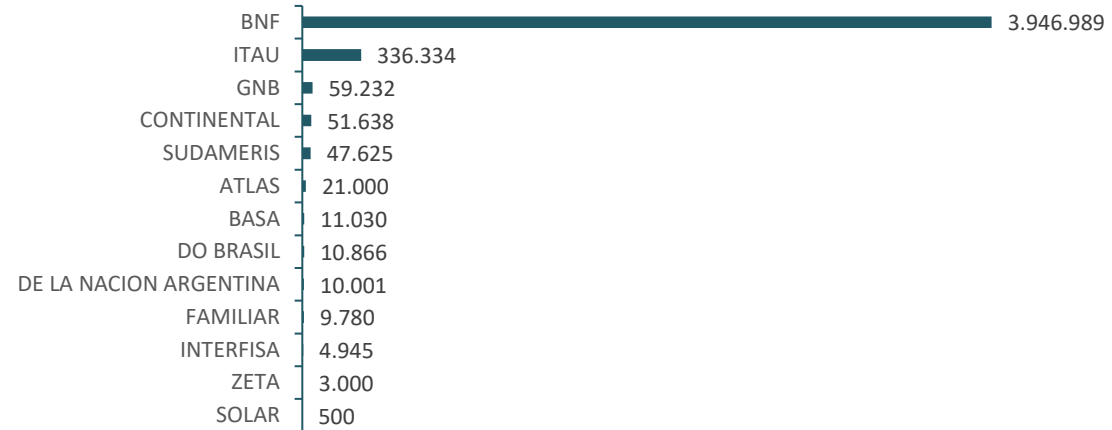 BNF 3.946.989
ITAU 336.334
GNB 59.232
CONTINENTAL 51.638
SUDAMERIS 47.625
ATLAS 21.000
BASA 11.030
DO BRASIL 10.866
DE LA NACION ARGENTINA 10.001
FAMILIAR 9.780
INTERFISA 4.945
ZETA 3.000
SOLAR 500